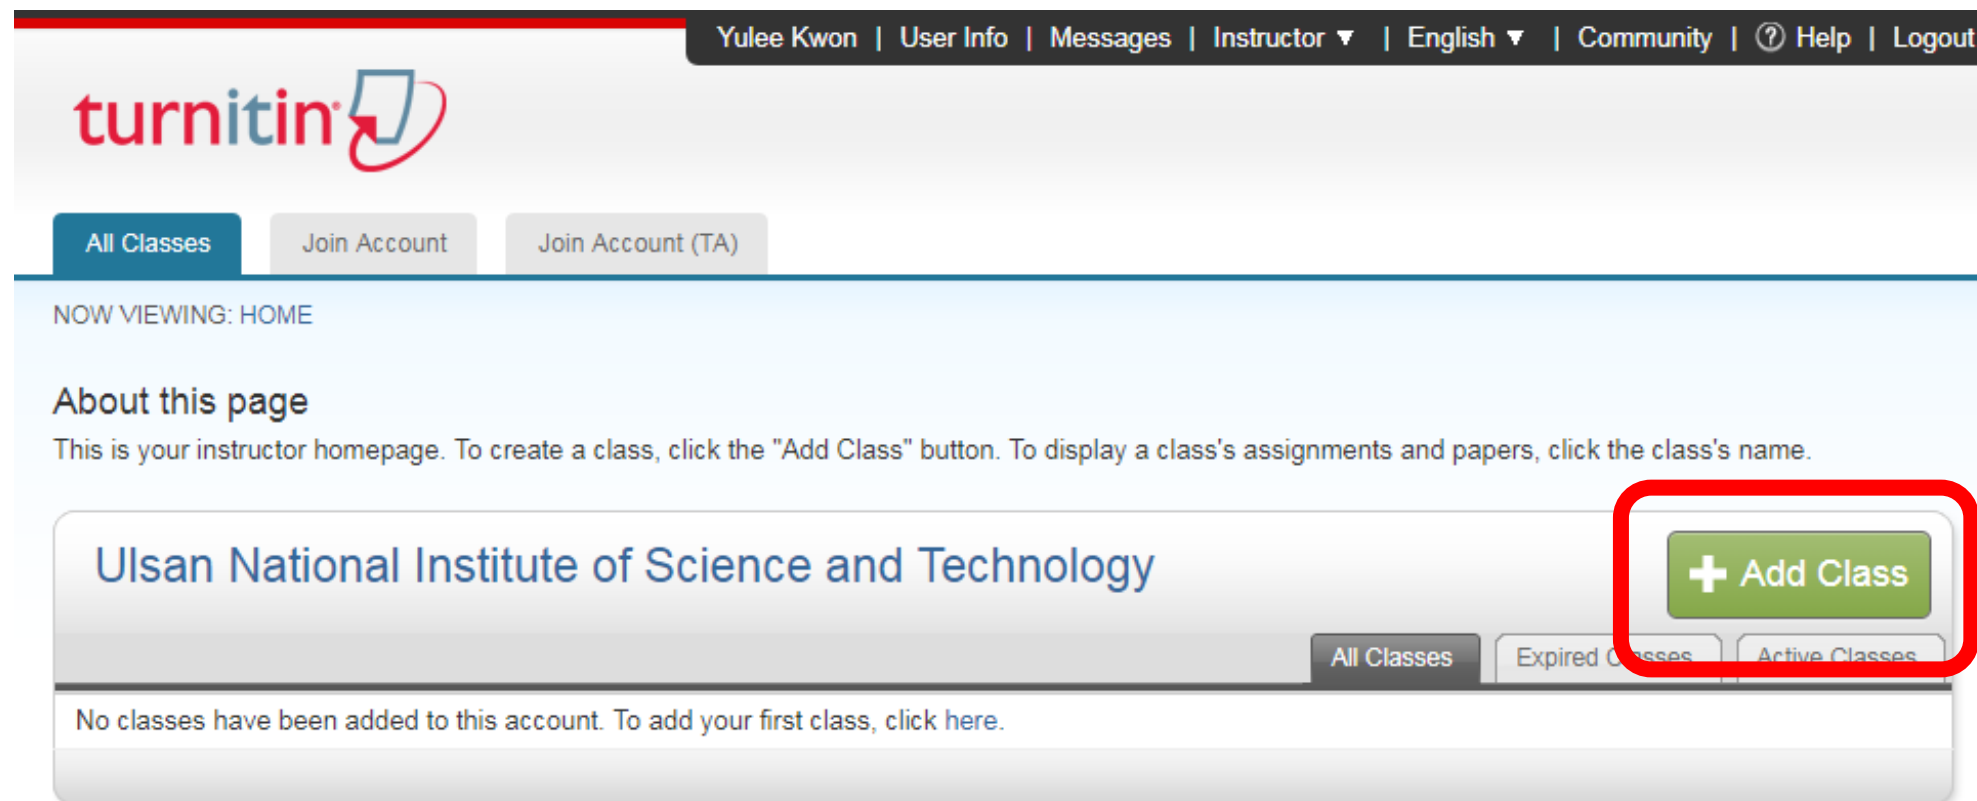 Yulee Kwon | User Info | Messages | Instructor ▼ | English ▼ | Community | ? Help | Logout
turnitin
All Classes Join Account Join Account (TA)
NOW VIEWING: HOME
About this page
This is your instructor homepage. To create a class, click the "Add Class" button. To display a class's assignments and papers, click the class's name.
Ulsan National Institute of Science and Technology
+ Add Class
All Classes Expired Classes Active Classes
No classes have been added to this account. To add your first class, click here.